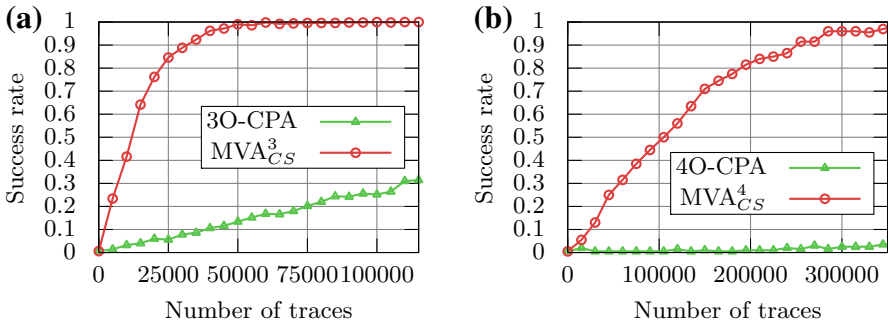 (a)
Success rate
1
0.9
0.8
0.7
0.6
0.5
0.4
0.3
0.2
0.1
0
3O-CPA
MVA³_CS
0 25000 50000 75000 100000
Number of traces
(b)
Success rate
1
0.9
0.8
0.7
0.6
0.5
0.4
0.3
0.2
0.1
0
4O-CPA
MVA⁴_CS
0 100000 200000 300000
Number of traces